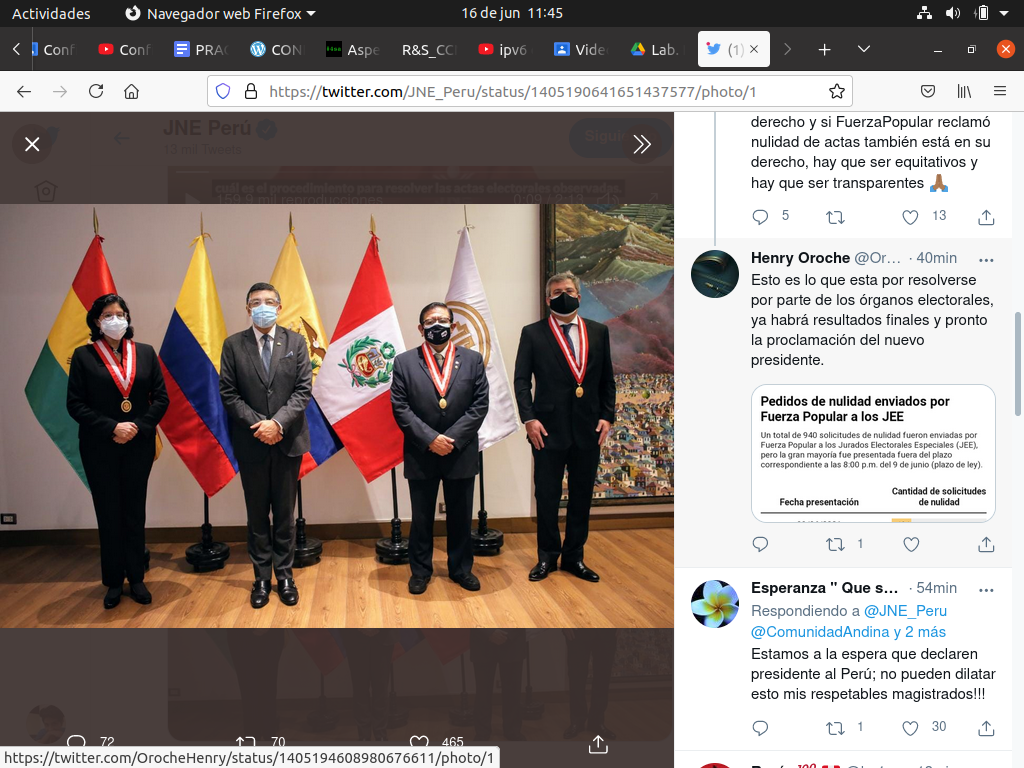 Actividades
Navegador web Firefox
16 de jun 11:45
Conf
Conf
PRAC
CON
Aspe
R&S_CC
ipv6
Vide
Lab.
(1)
https://twitter.com/JNE_Peru/status/1405190641651437577/photo/1
JNE Perú
13 mil Tweets
Seguir
cuál es el procedimiento para resolver las actas electorales observadas.
158,9 mil reproducciones
derecho y si FuerzaPopular reclamó
nulidad de actas también está en su
derecho, hay que ser equitativos y
hay que ser transparentes 🙏🏾
5
13
Henry Oroche @Or... · 40min
Esto es lo que esta por resolverse
por parte de los órganos electorales,
ya habrá resultados finales y pronto
la proclamación del nuevo
presidente.
Pedidos de nulidad enviados por
Fuerza Popular a los JEE
Un total de 940 solicitudes de nulidad fueron enviadas por
Fuerza Popular a los Jurados Electorales Especiales (JEE),
pero la gran mayoría fue presentada fuera del plazo
correspondiente a las 8:00 p.m. del 9 de junio (plazo de ley).
Fecha presentación
Cantidad de solicitudes
de nulidad
1
Esperanza " Que s... · 54min
Respondiendo a @JNE_Peru
@ComunidadAndina y 2 más
Estamos a la espera que declaren
presidente al Perú; no pueden dilatar
esto mis respetables magistrados!!!
1
30
72
70
465
https://twitter.com/OrocheHenry/status/1405194608980676611/photo/1